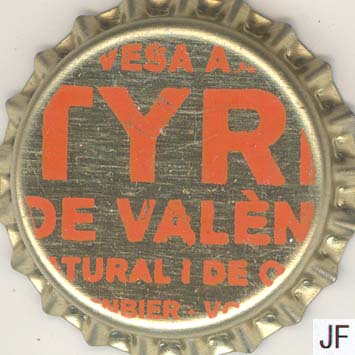 VESA A
TYR
DE VALÈN
ATURAL I DE
ENBIER · VO
JF